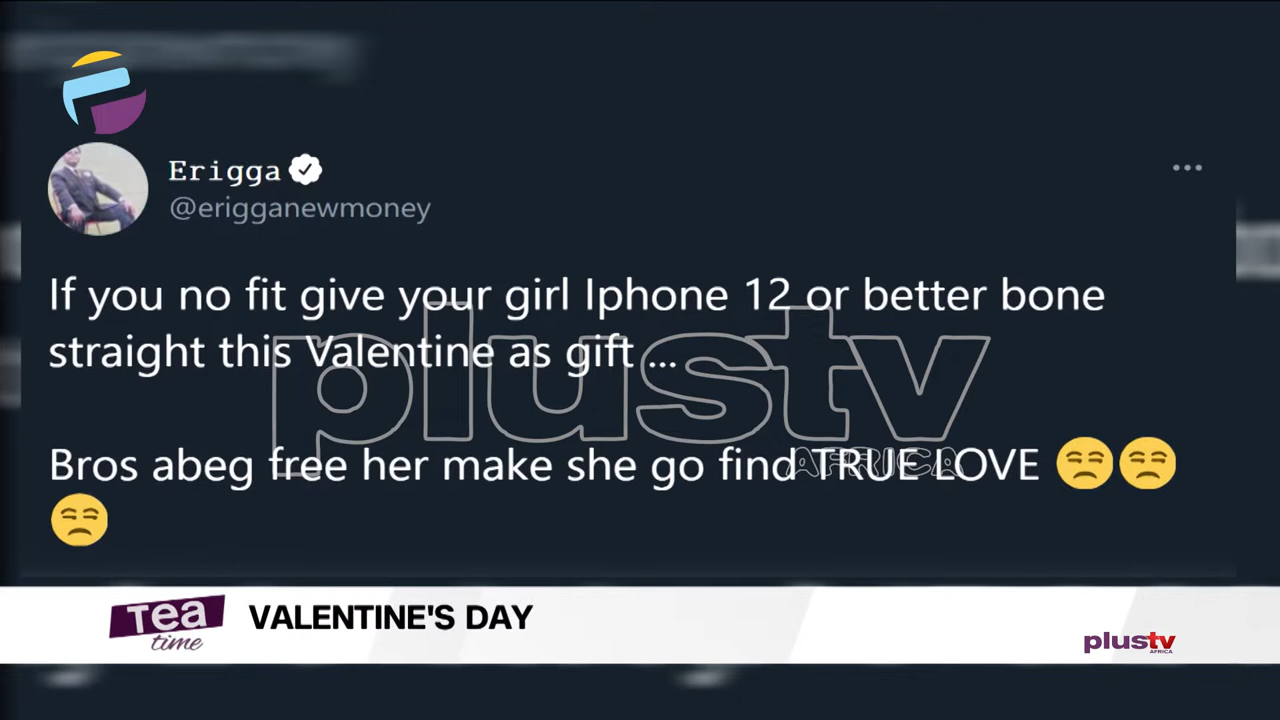 Erigga
@erigganewmoney
If you no fit give your girl Iphone 12 or better bone
straight this Valentine as gift ...
plustv
AFRICA
Bros abeg free her make she go find TRUE LOVE 😒😒
😒
Tea
time
VALENTINE'S DAY
plustv
AFRICA